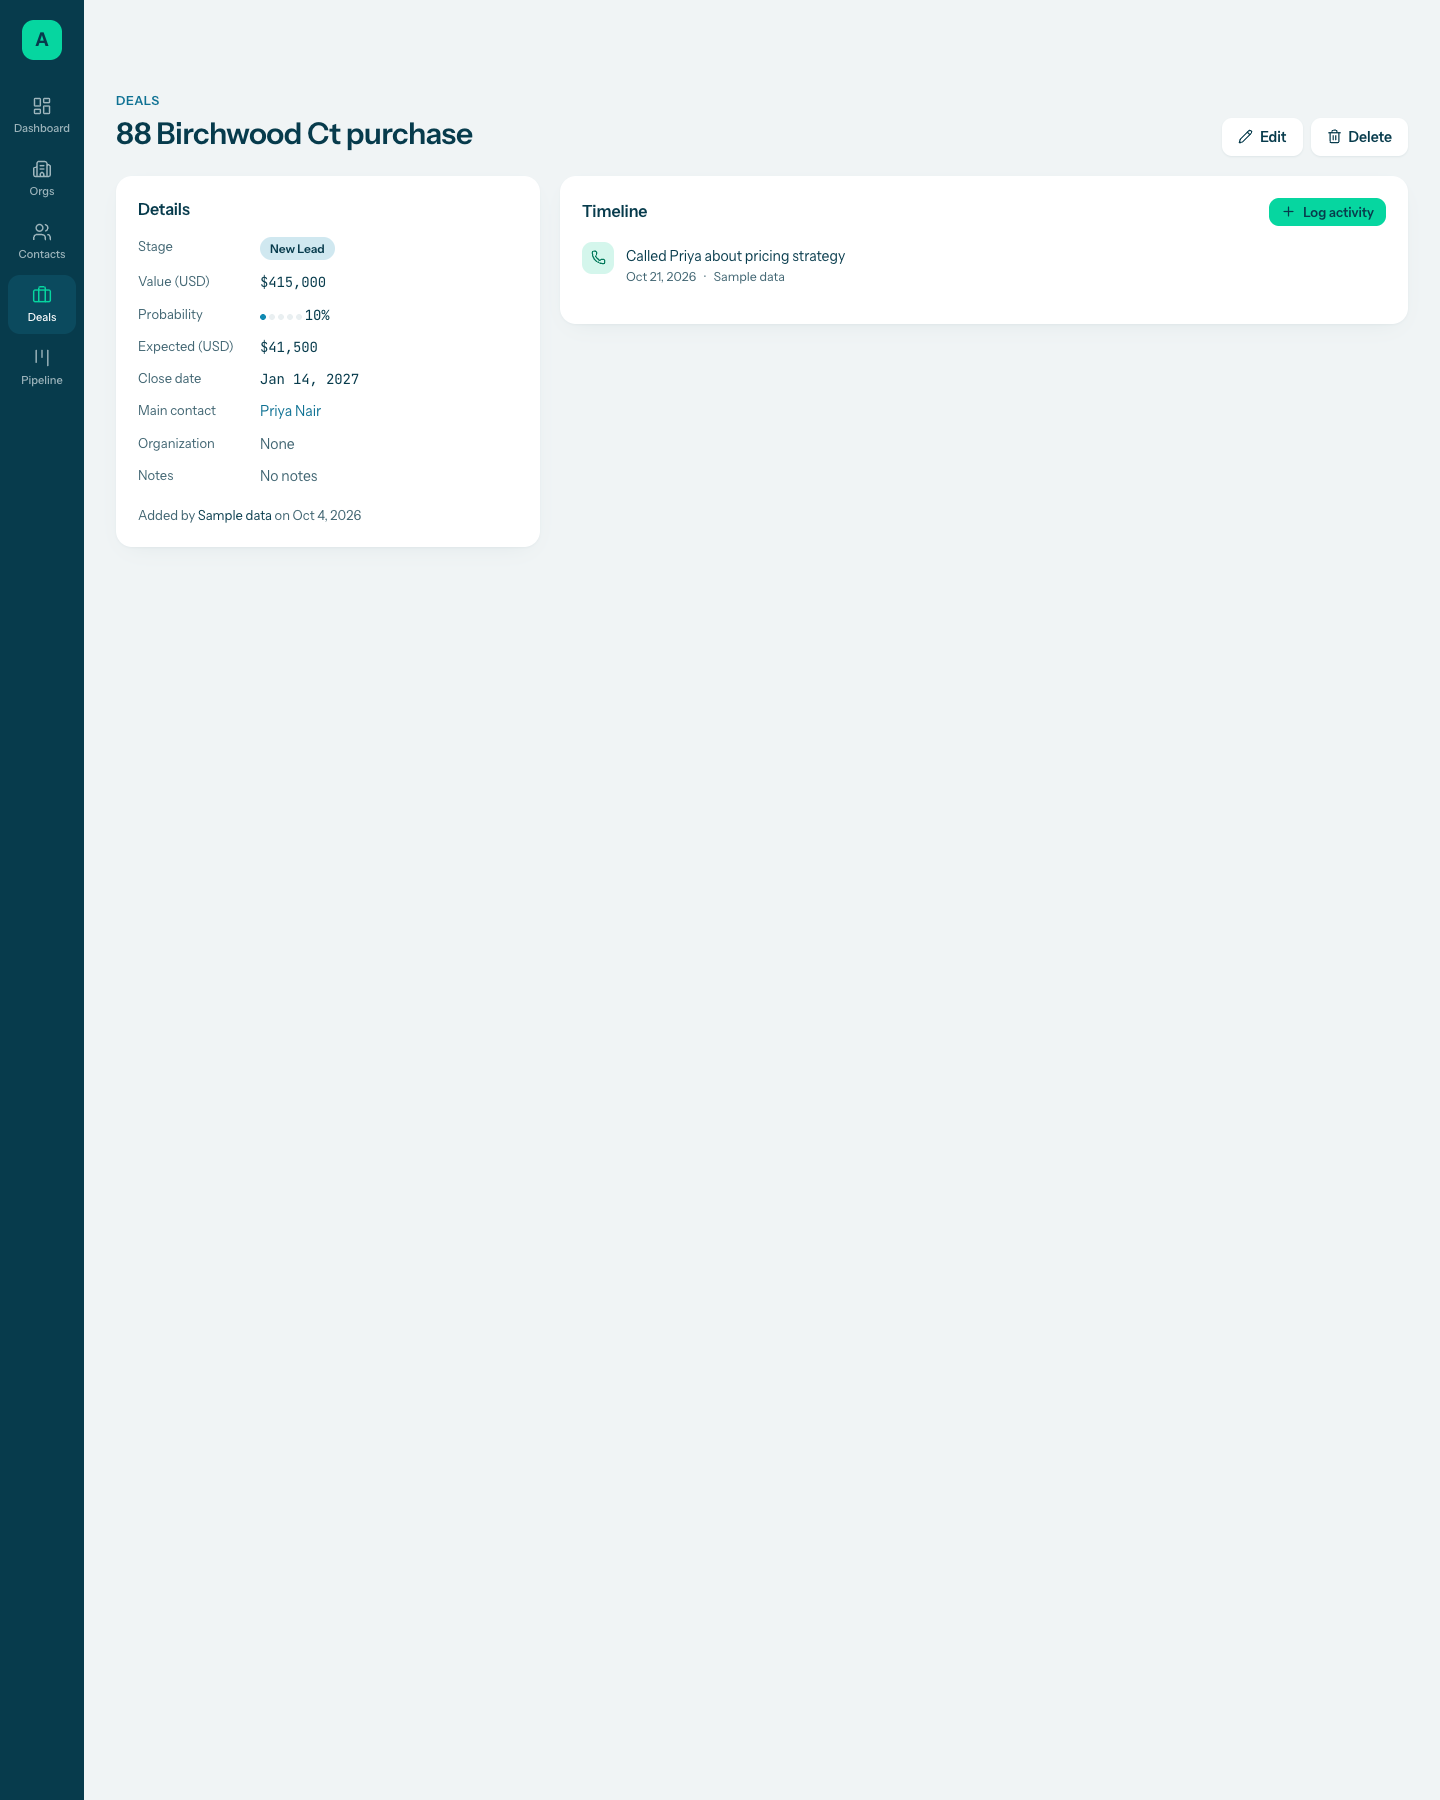 A
Dashboard
Orgs
Contacts
Deals
Pipeline
DEALS
88 Birchwood Ct purchase
Edit
Delete
Details
Stage New Lead
Value (USD) $415,000
Probability 10%
Expected (USD) $41,500
Close date Jan 14, 2027
Main contact Priya Nair
Organization None
Notes No notes
Added by Sample data on Oct 4, 2026
Timeline
Log activity
Called Priya about pricing strategy
Oct 21, 2026 · Sample data